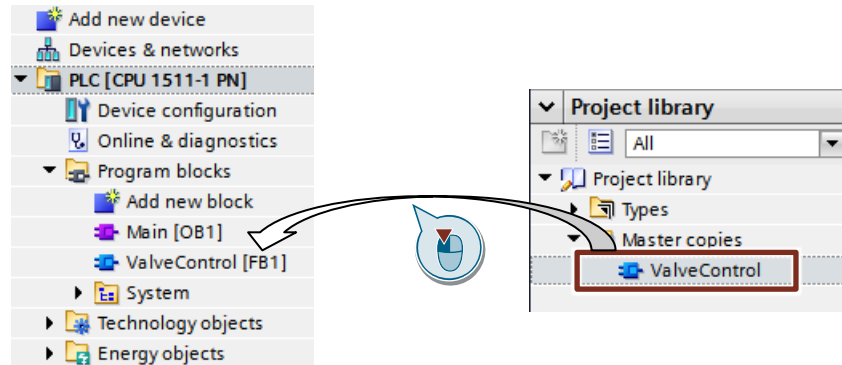 Add new device
Devices & networks
PLC [CPU 1511-1 PN]
Device configuration
Online & diagnostics
Program blocks
Add new block
Main [OB1]
ValveControl [FB1]
System
Technology objects
Energy objects
Project library
All
Project library
Types
Master copies
ValveControl